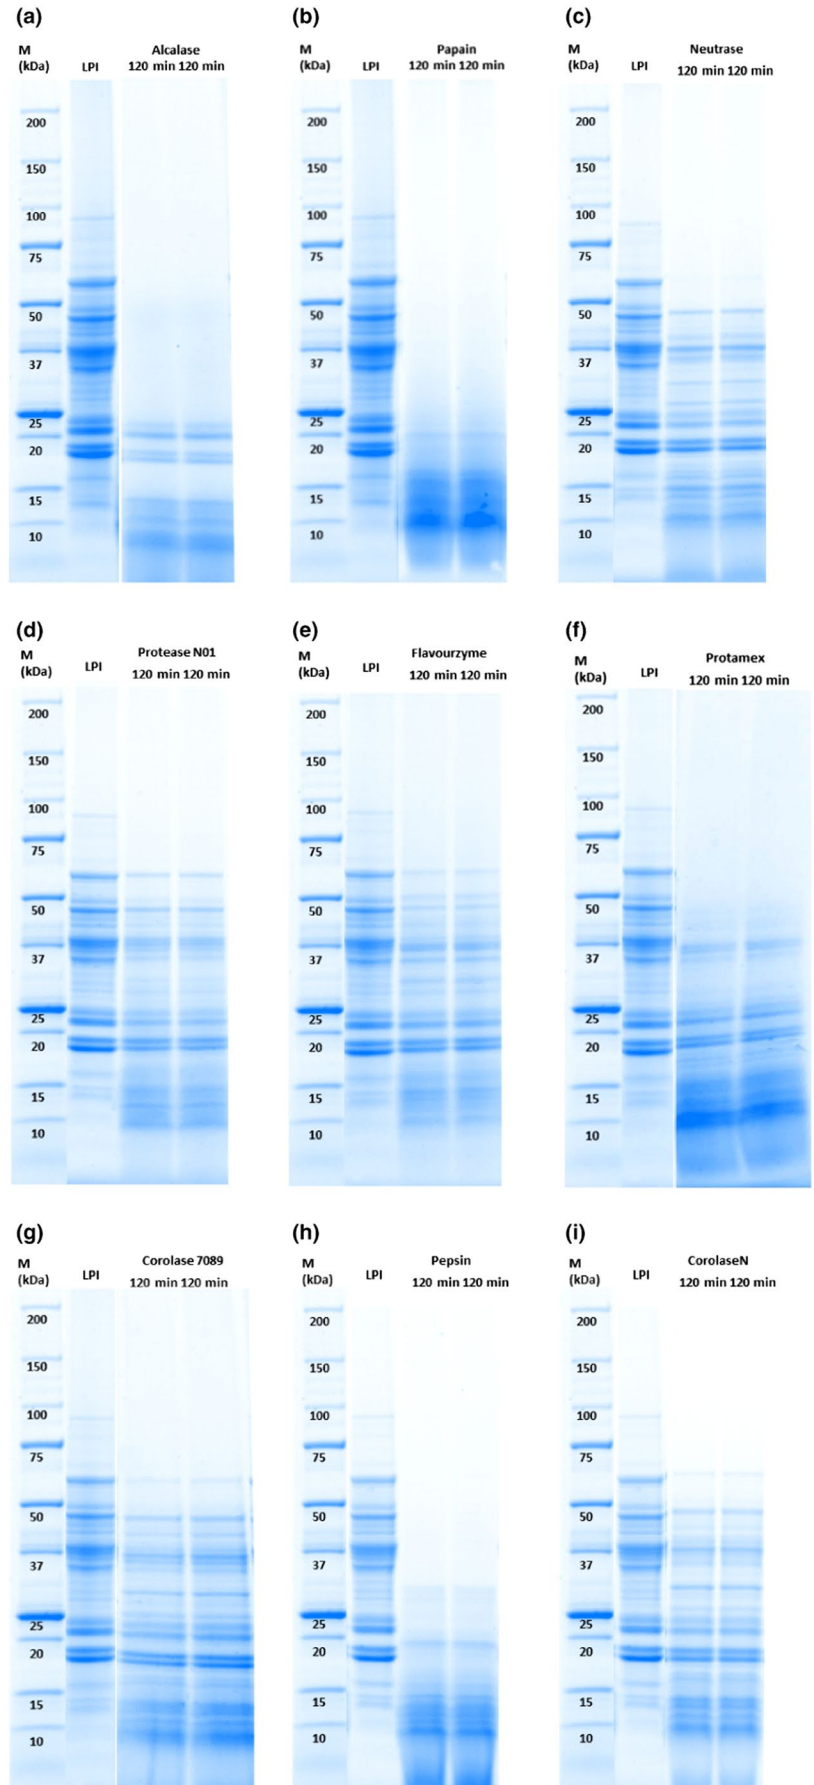 (a)
M
(kDa)
LPI
Alcalase
120 min 120 min
200
150
100
75
50
37
25
20
15
10
(b)
M
(kDa)
LPI
Papain
120 min 120 min
200
150
100
75
50
37
25
20
15
10
(c)
M
(kDa)
LPI
Neutrase
120 min 120 min
200
150
100
75
50
37
25
20
15
10
(d)
M
(kDa)
LPI
Protease N01
120 min 120 min
200
150
100
75
50
37
25
20
15
10
(e)
M
(kDa)
LPI
Flavourzyme
120 min 120 min
200
150
100
75
50
37
25
20
15
10
(f)
M
(kDa)
LPI
Protamex
120 min 120 min
200
150
100
75
50
37
25
20
15
10
(g)
M
(kDa)
LPI
Corolase 7089
120 min 120 min
200
150
100
75
50
37
25
20
15
10
(h)
M
(kDa)
LPI
Pepsin
120 min 120 min
200
150
100
75
50
37
25
20
15
10
(i)
M
(kDa)
LPI
CorolaseN
120 min 120 min
200
150
100
75
50
37
25
20
15
10